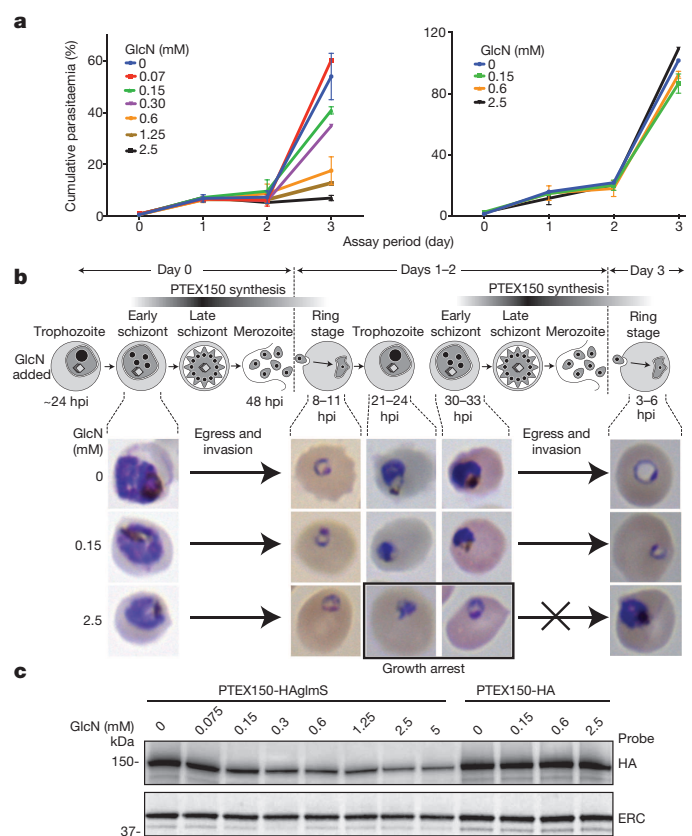 a
GlcN (mM)
0
0.07
0.15
0.30
0.6
1.25
2.5
Cumulative parasitaemia (%)
60
40
20
0
0 1 2 3
GlcN (mM)
0
0.15
0.6
2.5
120
80
40
0
0 1 2 3
Assay period (day)
b
Day 0 Days 1–2 Day 3
PTEX150 synthesis PTEX150 synthesis
Trophozoite Early schizont Late schizont Merozoite Ring stage Trophozoite Early schizont Late schizont Merozoite Ring stage
GlcN added
~24 hpi 48 hpi 8–11 hpi 21–24 hpi 30–33 hpi 3–6 hpi
GlcN (mM)
Egress and invasion Egress and invasion
0
0.15
2.5
Growth arrest
c
PTEX150-HAglmS PTEX150-HA
GlcN (mM) 0 0.075 0.15 0.3 0.6 1.25 2.5 5 0 0.15 0.6 2.5 Probe
kDa
150- HA
ERC
37-